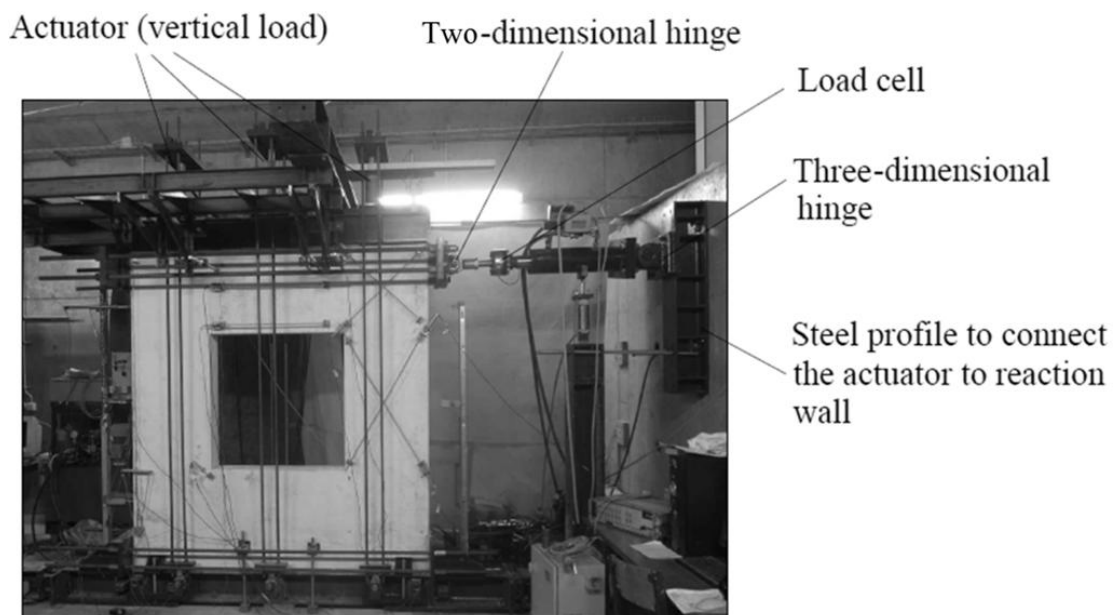 Actuator (vertical load)
Two-dimensional hinge
Load cell
Three-dimensional
hinge
Steel profile to connect
the actuator to reaction
wall